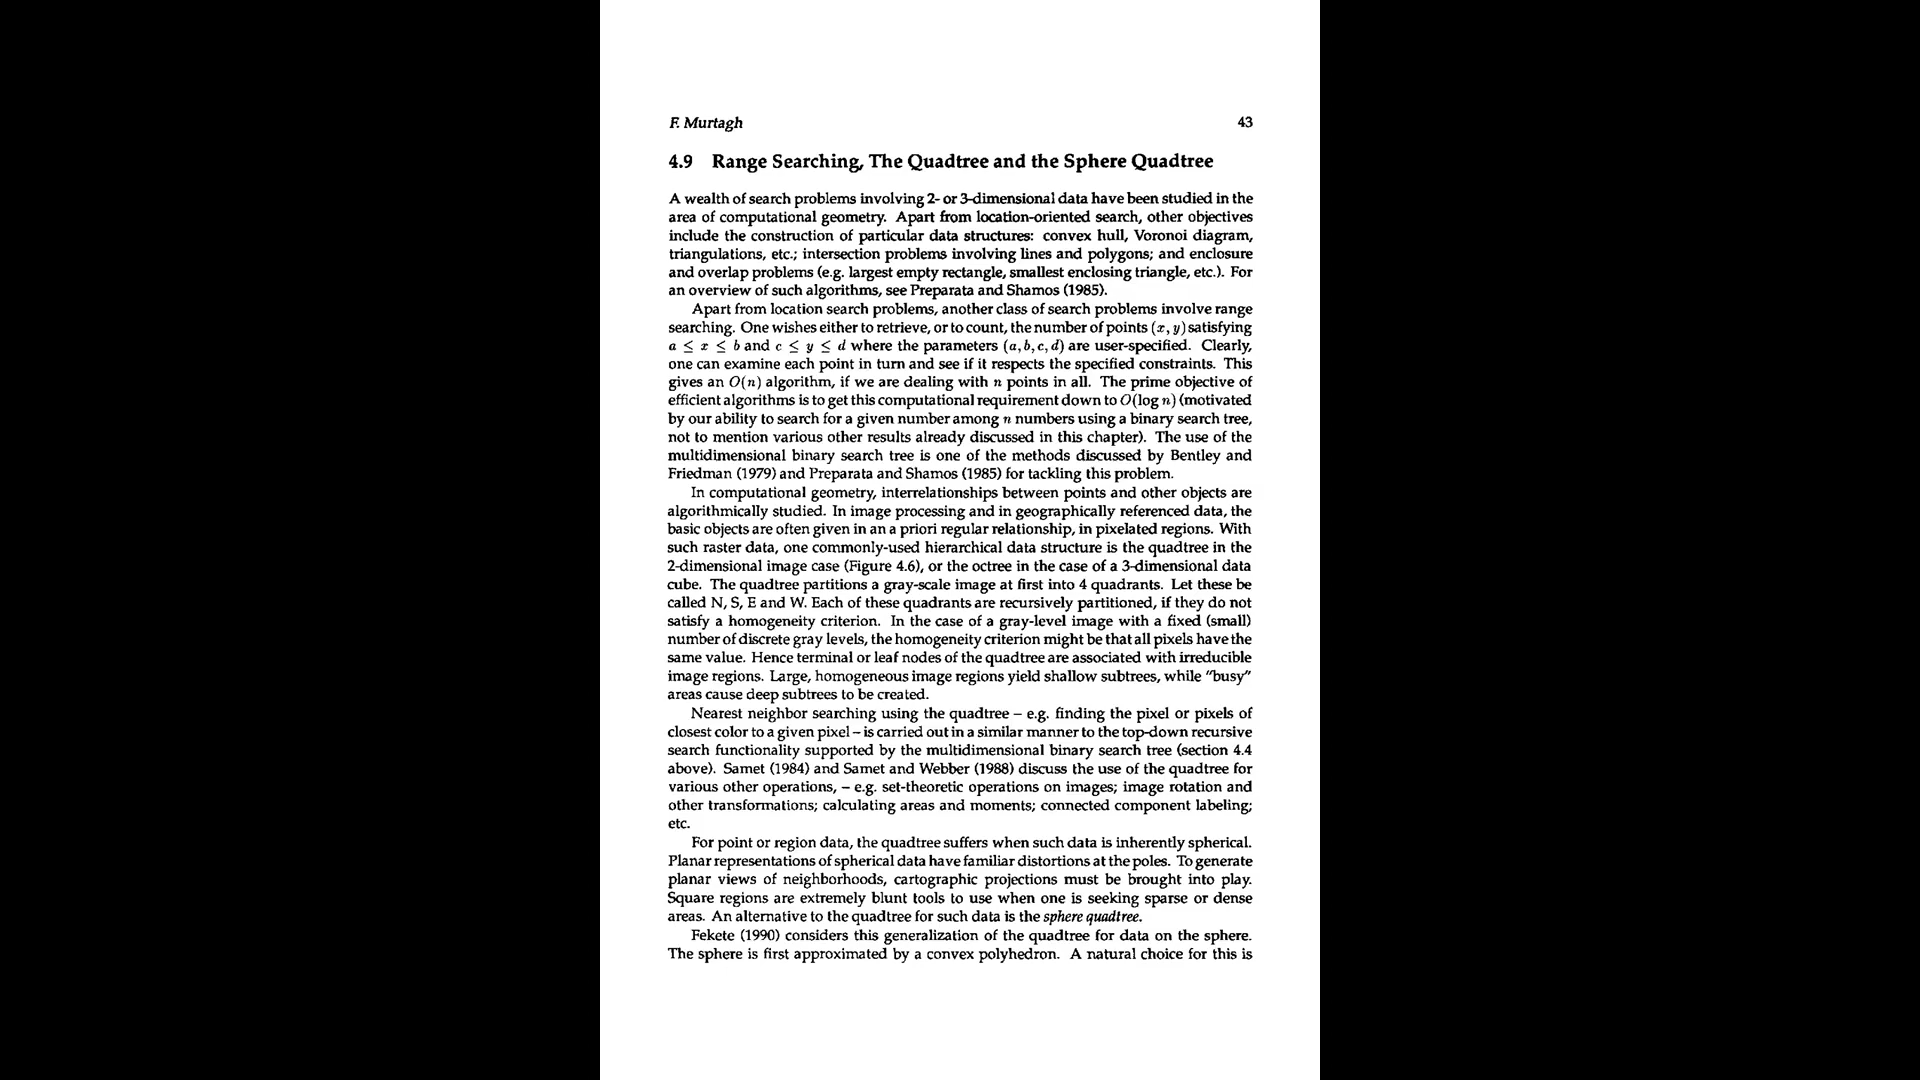 F. Murtagh 43
4.9 Range Searching, The Quadtree and the Sphere Quadtree
A wealth of search problems involving 2- or 3-dimensional data have been studied in the
area of computational geometry. Apart from location-oriented search, other objectives
include the construction of particular data structures: convex hull, Voronoi diagram,
triangulations, etc.; intersection problems involving lines and polygons; and enclosure
and overlap problems (e.g. largest empty rectangle, smallest enclosing triangle, etc.). For
an overview of such algorithms, see Preparata and Shamos (1985).
Apart from location search problems, another class of search problems involve range
searching. One wishes either to retrieve, or to count, the number of points (x, y) satisfying
a ≤ x ≤ b and c ≤ y ≤ d where the parameters (a, b, c, d) are user-specified. Clearly,
one can examine each point in turn and see if it respects the specified constraints. This
gives an O(n) algorithm, if we are dealing with n points in all. The prime objective of
efficient algorithms is to get this computational requirement down to O(log n) (motivated
by our ability to search for a given number among n numbers using a binary search tree,
not to mention various other results already discussed in this chapter). The use of the
multidimensional binary search tree is one of the methods discussed by Bentley and
Friedman (1979) and Preparata and Shamos (1985) for tackling this problem.
In computational geometry, interrelationships between points and other objects are
algorithmically studied. In image processing and in geographically referenced data, the
basic objects are often given in an a priori regular relationship, in pixelated regions. With
such raster data, one commonly-used hierarchical data structure is the quadtree in the
2-dimensional image case (Figure 4.6), or the octree in the case of a 3-dimensional data
cube. The quadtree partitions a gray-scale image at first into 4 quadrants. Let these be
called N, S, E and W. Each of these quadrants are recursively partitioned, if they do not
satisfy a homogeneity criterion. In the case of a gray-level image with a fixed (small)
number of discrete gray levels, the homogeneity criterion might be that all pixels have the
same value. Hence terminal or leaf nodes of the quadtree are associated with irreducible
image regions. Large, homogeneous image regions yield shallow subtrees, while "busy"
areas cause deep subtrees to be created.
Nearest neighbor searching using the quadtree – e.g. finding the pixel or pixels of
closest color to a given pixel – is carried out in a similar manner to the top-down recursive
search functionality supported by the multidimensional binary search tree (section 4.4
above). Samet (1984) and Samet and Webber (1988) discuss the use of the quadtree for
various other operations, – e.g. set-theoretic operations on images; image rotation and
other transformations; calculating areas and moments; connected component labeling;
etc.
For point or region data, the quadtree suffers when such data is inherently spherical.
Planar representations of spherical data have familiar distortions at the poles. To generate
planar views of neighborhoods, cartographic projections must be brought into play.
Square regions are extremely blunt tools to use when one is seeking sparse or dense
areas. An alternative to the quadtree for such data is the sphere quadtree.
Fekete (1990) considers this generalization of the quadtree for data on the sphere.
The sphere is first approximated by a convex polyhedron. A natural choice for this is